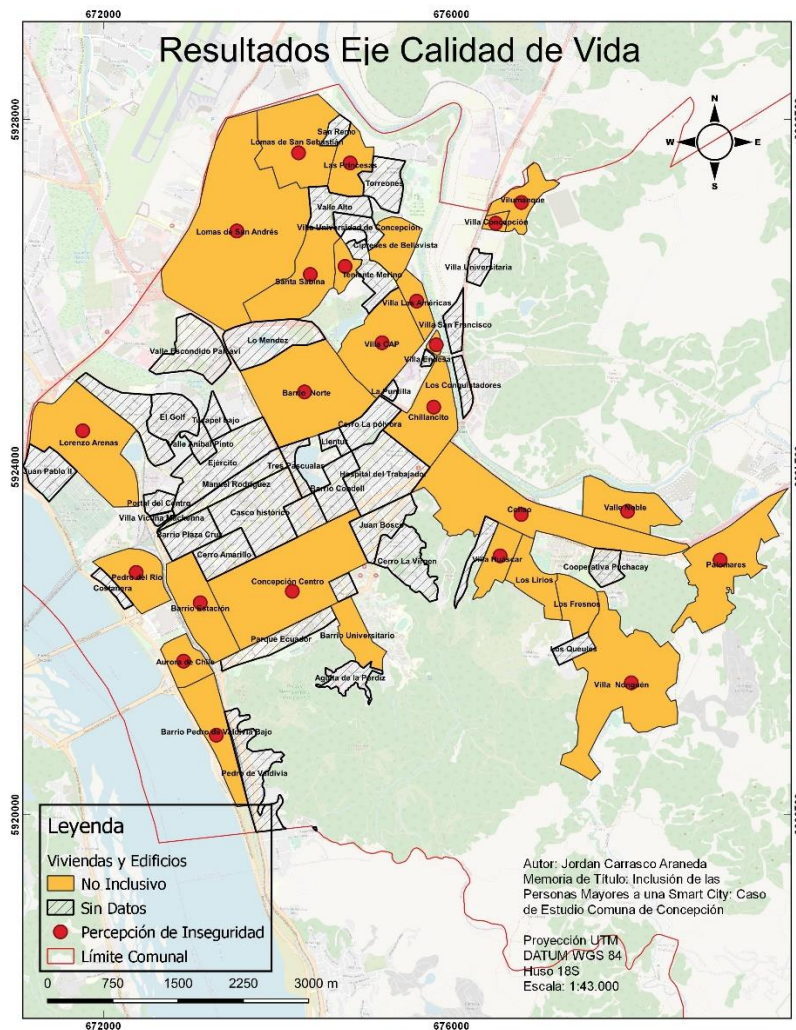 672000
676000
Resultados Eje Calidad de Vida
5928000
N
W
E
S
San Remo
Lomas de San Sebastián
Las Princesas
Torreones
Vilumanque
Valle Alto
Villa Concepción
Villa Universidad de Concepción
Lomas de San Andrés
Cipreses de Bellavista
Villa Universitaria
Teniente Merino
Santa Sabina
Villa Las Américas
Villa San Francisco
Lo Mendez
Villa CAP
Valle Escondido Paicaví
Villa Endesa
Los Conquistadores
La Puntilla
Barrio Norte
Chillancito
El Golf
Tucapel bajo
Cerro La pólvora
Lorenzo Arenas
Valle Aníbal Pinto
Lientur
5924000
Ejército
Tres Pascualas
Juan Pablo II
Hospital del Trabajado
Manuel Rodríguez
Barrio Condell
Portal del Centro
Casco histórico
Collao
Valle Noble
Villa Vicuña Mackenna
Juan Bosco
Barrio Plaza Cruz
Cerro Amarillo
Cerro La Virgen
Villa Huáscar
Palomares
Cooperativa Puchacay
Pedro del Río
Los Lirios
Costanera
Concepción Centro
Los Fresnos
Barrio Estación
Barrio Universitario
Parque Ecuador
Los Queules
Aurora de Chile
Agüita de la Perdiz
Villa Nonguén
Barrio Pedro de Valdivia Bajo
Pedro de Valdivia
5920000
Leyenda
Viviendas y Edificios
No Inclusivo
Sin Datos
Percepción de Inseguridad
Límite Comunal
0 750 1500 2250 3000 m
Autor: Jordan Carrasco Araneda
Memoria de Título: Inclusión de las
Personas Mayores a una Smart City: Caso
de Estudio Comuna de Concepción
Proyección UTM
DATUM WGS 84
Huso 18S
Escala: 1:43.000
672000
676000